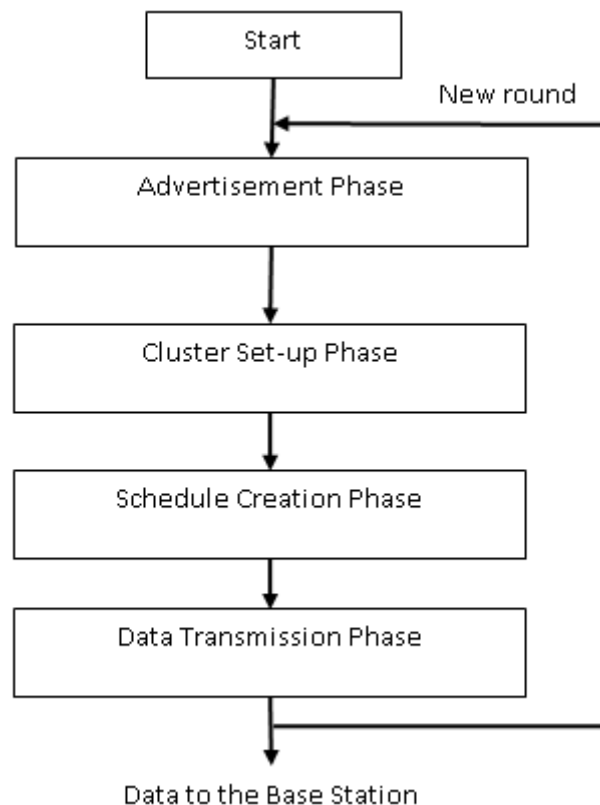 Start
New round
Advertisement Phase
Cluster Set-up Phase
Schedule Creation Phase
Data Transmission Phase
Data to the Base Station